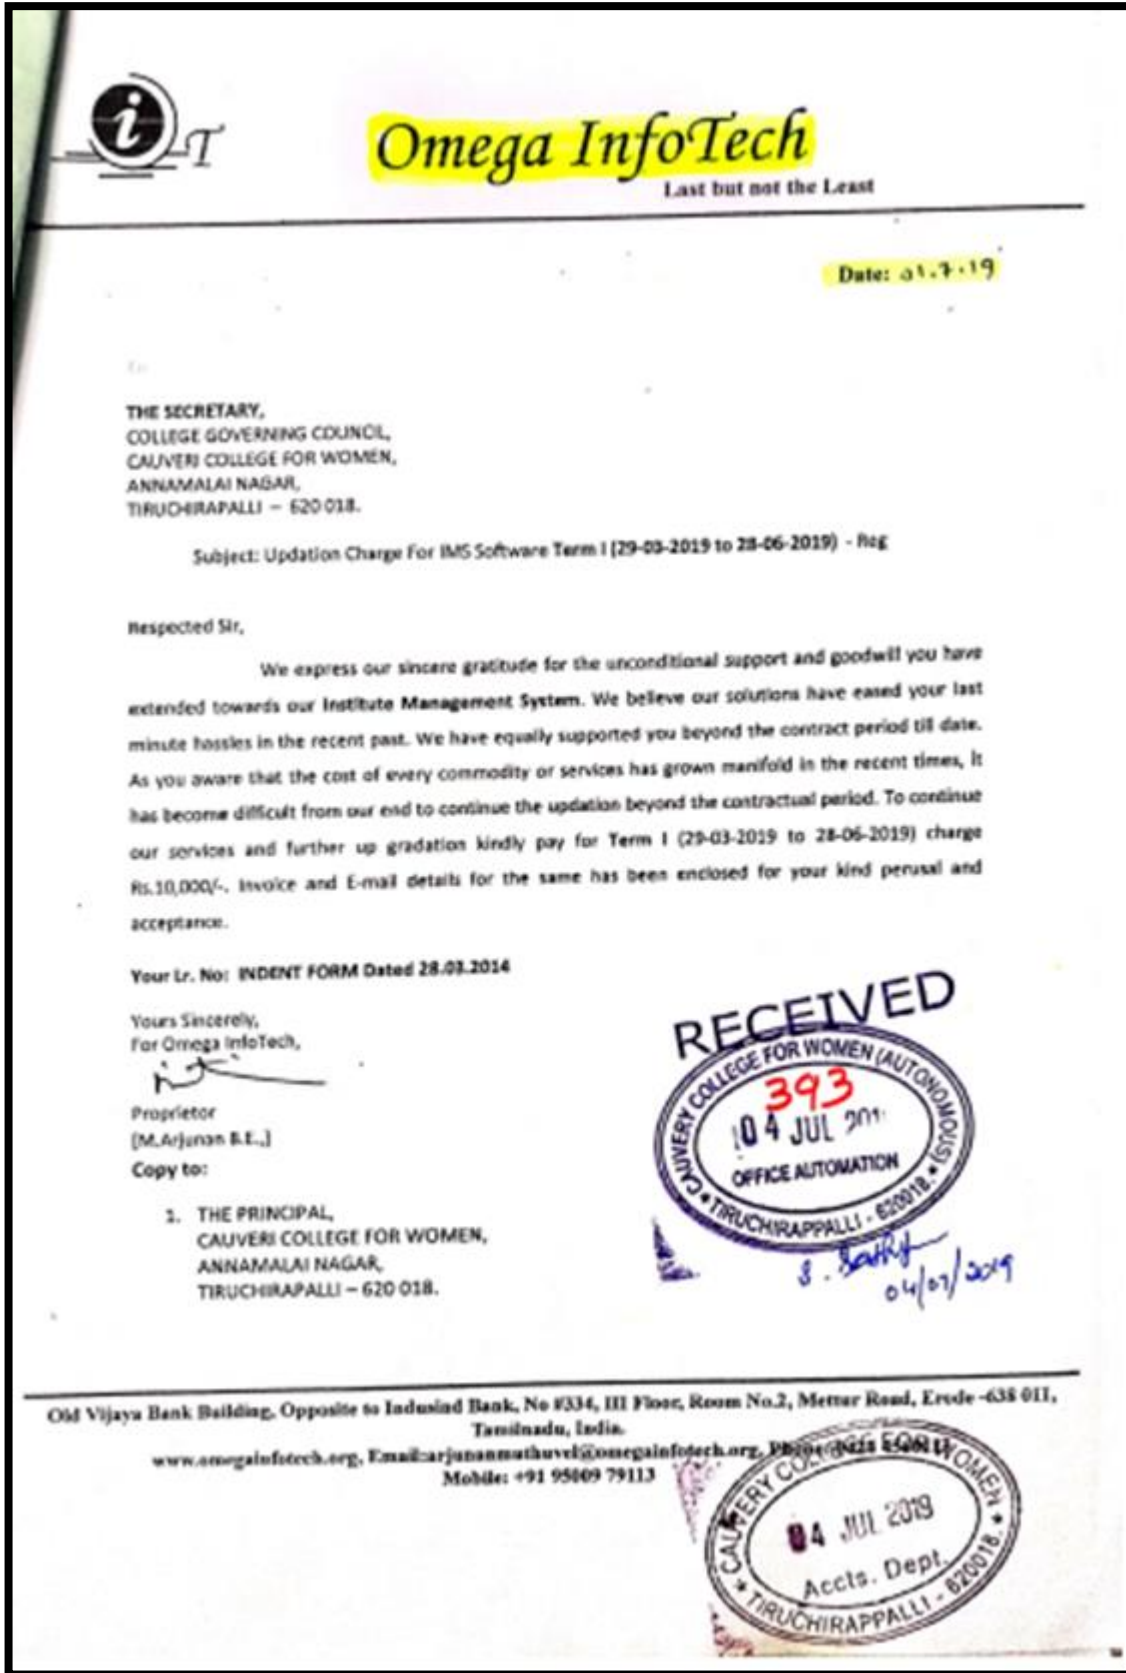 i T
Omega InfoTech
Last but not the Least
Date: 01.7.19
To
THE SECRETARY,
COLLEGE GOVERNING COUNCIL,
CAUVERI COLLEGE FOR WOMEN,
ANNAMALAI NAGAR,
TIRUCHIRAPALLI – 620 018.
Subject: Updation Charge For IMS Software Term I (29-03-2019 to 28-06-2019) - Reg
Respected Sir,
We express our sincere gratitude for the unconditional support and goodwill you have
extended towards our Institute Management System. We believe our solutions have eased your last
minute hassles in the recent past. We have equally supported you beyond the contract period till date.
As you aware that the cost of every commodity or services has grown manifold in the recent times, it
has become difficult from our end to continue the updation beyond the contractual period. To continue
our services and further up gradation kindly pay for Term I (29-03-2019 to 28-06-2019) charge
Rs.10,000/-. Invoice and E-mail details for the same has been enclosed for your kind perusal and
acceptance.
Your Lr. No: INDENT FORM Dated 28.03.2014
Yours Sincerely,
For Omega InfoTech,
Proprietor
[M.Arjunan B.E.,]
Copy to:
1. THE PRINCIPAL,
CAUVERI COLLEGE FOR WOMEN,
ANNAMALAI NAGAR,
TIRUCHIRAPALLI – 620 018.
RECEIVED
CAUVERY COLLEGE FOR WOMEN (AUTONOMOUS)
393
04 JUL 201
OFFICE AUTOMATION
TIRUCHIRAPPALLI - 620018.
04/07/2019
Old Vijaya Bank Building, Opposite to Indusind Bank, No #334, III Floor, Room No.2, Mettur Road, Erode -638 011,
Tamilnadu, India.
www.omegainfotech.org, Email:arjunanmuthuvel@omegainfotech.org, Phone: 0424
Mobile: +91 95009 79113
CAUVERY COLLEGE FOR WOMEN
04 JUL 2019
Accts. Dept.
TIRUCHIRAPPALLI - 620018.